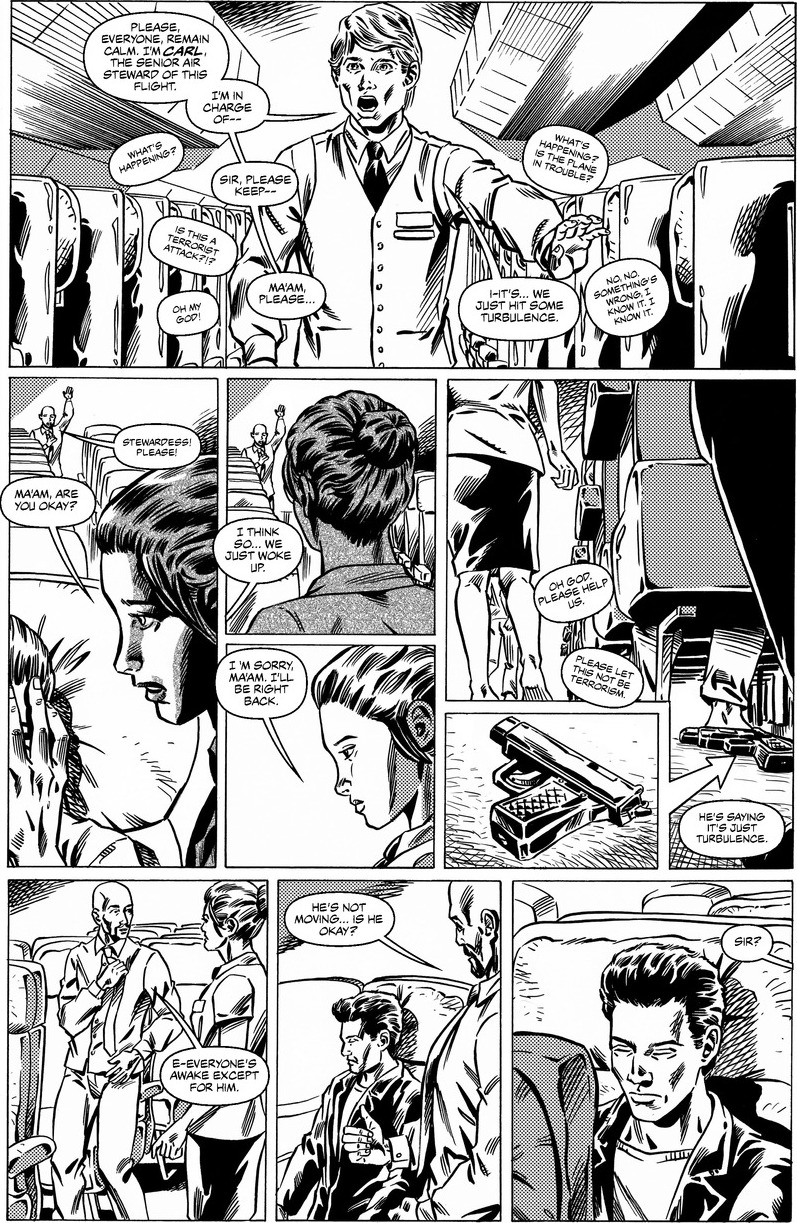 PLEASE,
EVERYONE, REMAIN
CALM. I'M CARL,
THE SENIOR AIR
STEWARD OF THIS
FLIGHT.
I'M IN
CHARGE
OF--
WHAT'S
HAPPENING?
SIR, PLEASE
KEEP--
WHAT'S
HAPPENING?
IS THE PLANE
IN TROUBLE?
IS THIS A
TERRORIST
ATTACK?!?
MA'AM,
PLEASE...
OH MY
GOD!
I-IT'S... WE
JUST HIT SOME
TURBULENCE.
NO, NO.
SOMETHING'S
WRONG, I
KNOW IT. I
KNOW IT.
STEWARDESS!
PLEASE!
MA'AM, ARE
YOU OKAY?
I THINK
SO... WE
JUST WOKE
UP.
I'M SORRY,
MA'AM. I'LL
BE RIGHT
BACK.
OH GOD.
PLEASE HELP
US.
PLEASE LET
THIS NOT BE
TERRORISM.
HE'S SAYING
IT'S JUST
TURBULENCE.
E-EVERYONE'S
AWAKE EXCEPT
FOR HIM.
HE'S NOT
MOVING... IS HE
OKAY?
SIR?